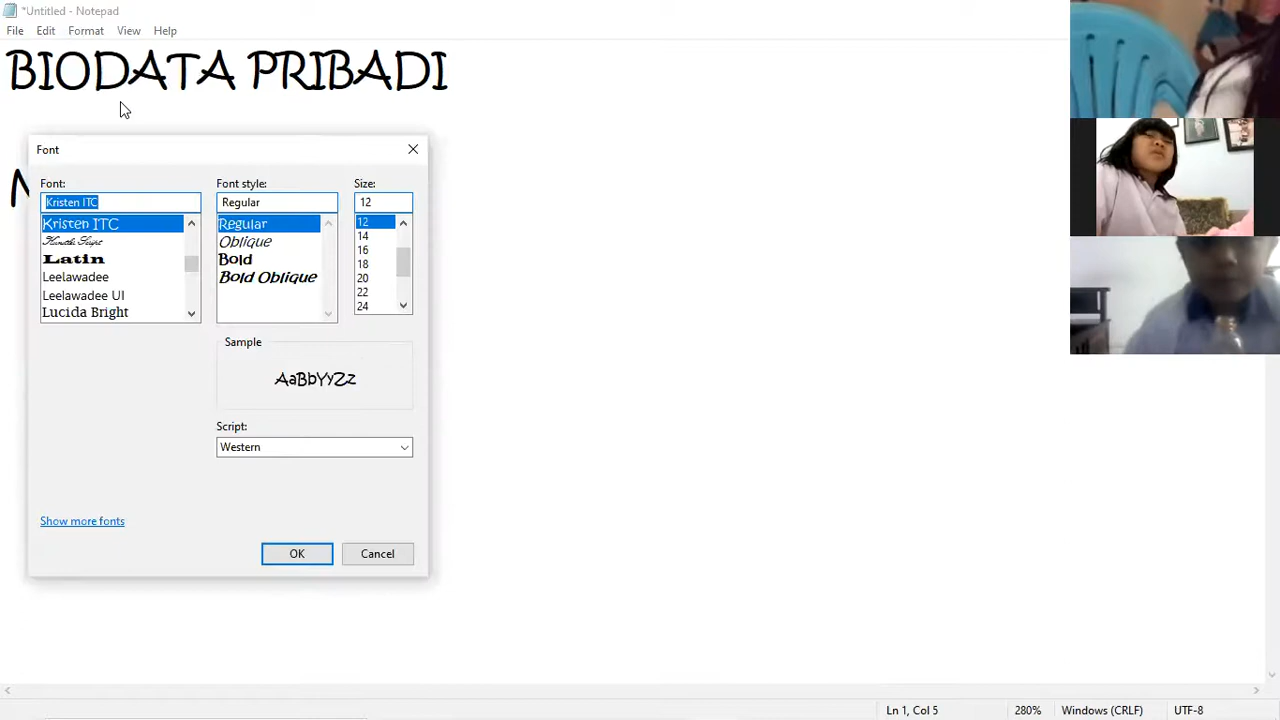 *Untitled - Notepad
File Edit Format View Help
BIODATA PRIBADI
N
Font
Font: Font style: Size:
Kristen ITC Regular 12
Kristen ITC Regular 12
Kunstler Script Oblique 14
Latin Bold 16
Leelawadee Bold Oblique 18
Leelawadee UI 20
Lucida Bright 22
24
Sample
AaBbYyZz
Script:
Western
Show more fonts
OK Cancel
Ln 1, Col 5 280% Windows (CRLF) UTF-8